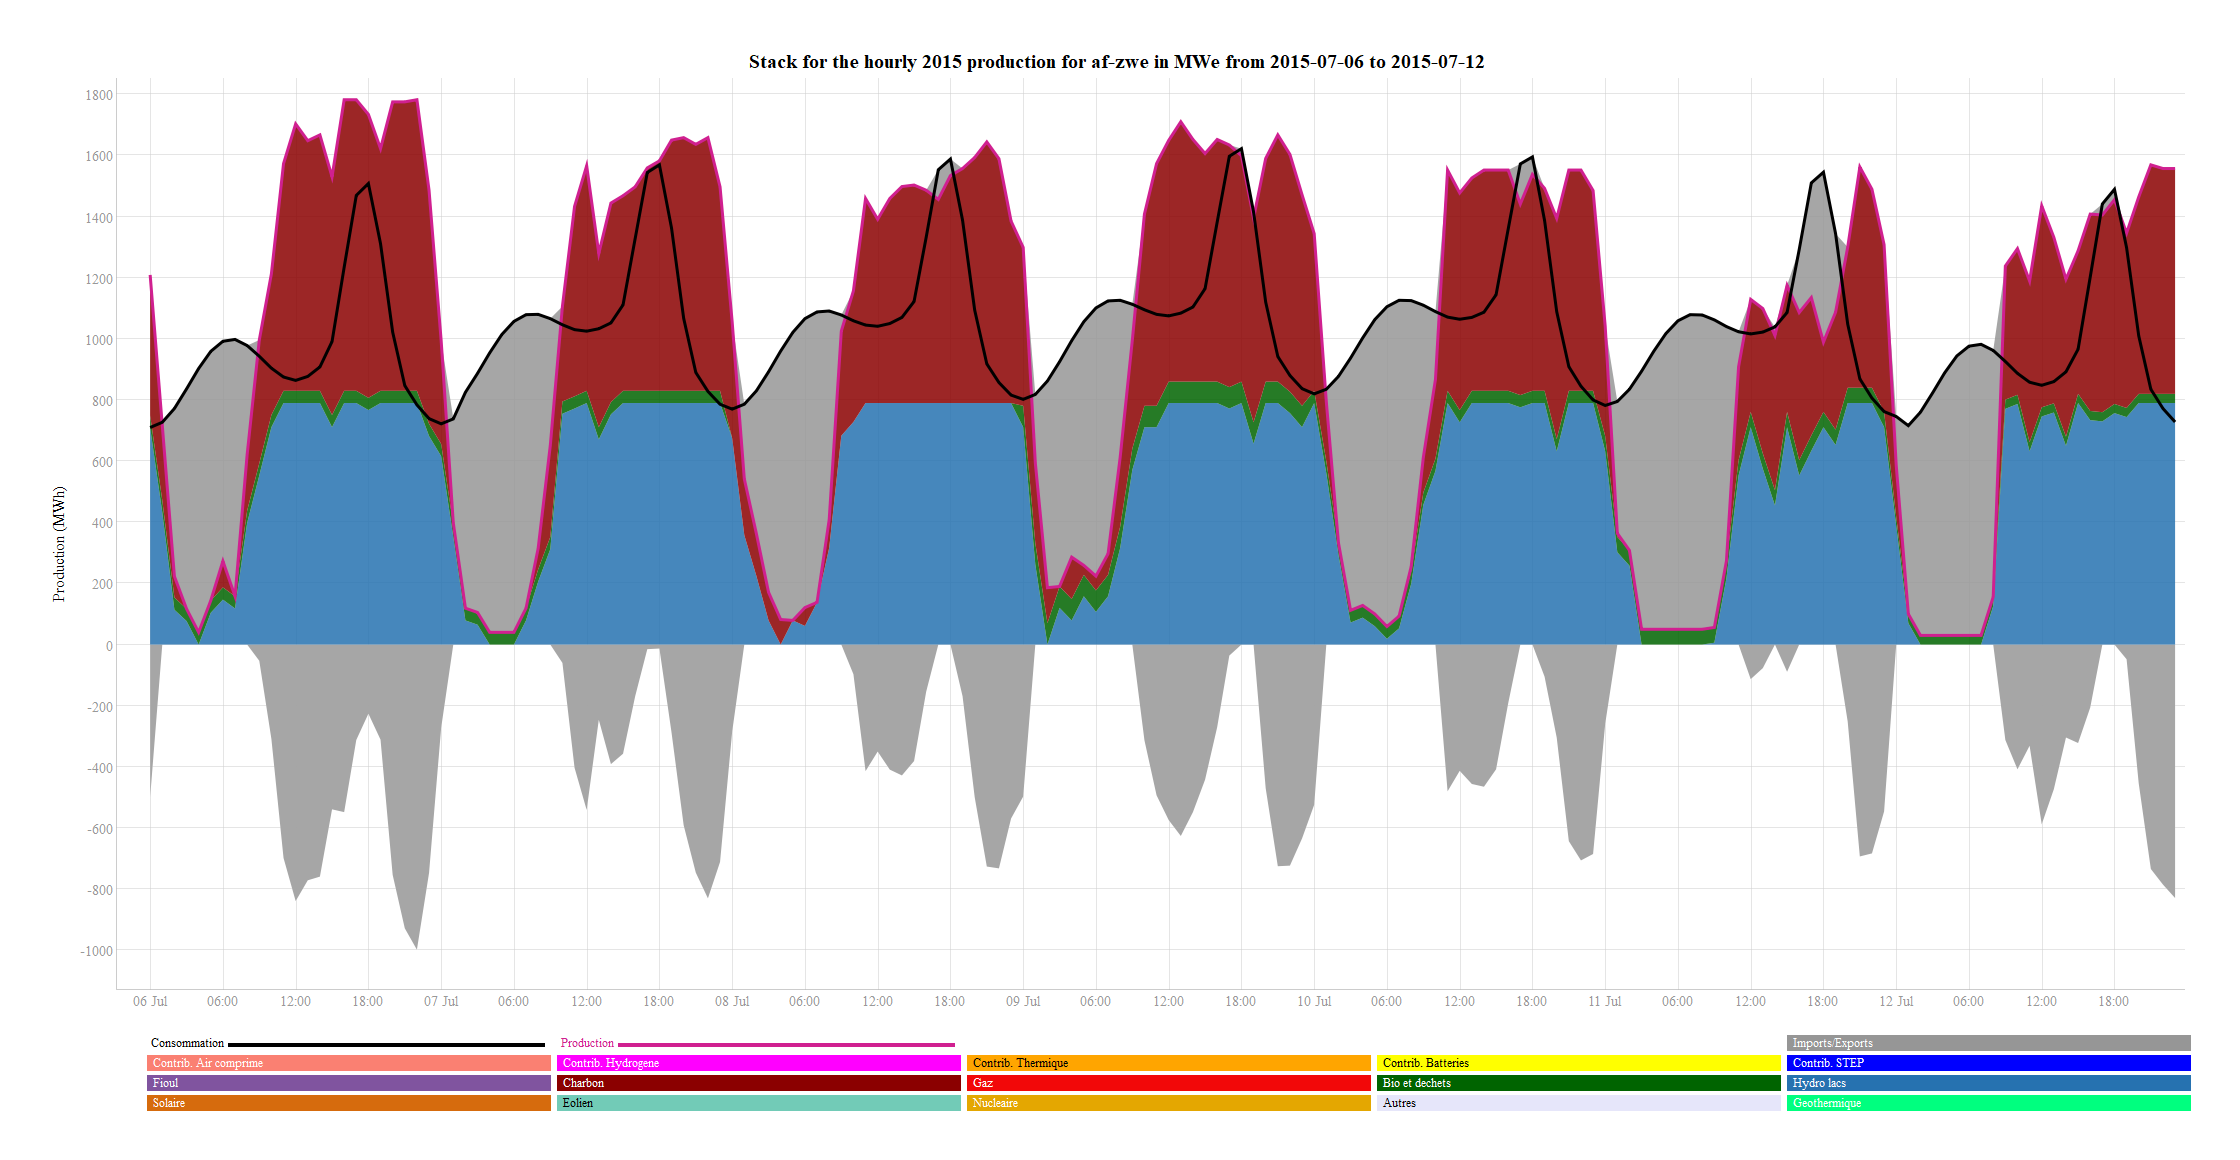 Stack for the hourly 2015 production for af-zwe in MWe from 2015-07-06 to 2015-07-12
Production (MWh)
1800
1600
1400
1200
1000
800
600
400
200
0
-200
-400
-600
-800
-1000
06 Jul 06:00 12:00 18:00 07 Jul 06:00 12:00 18:00 08 Jul 06:00 12:00 18:00 09 Jul 06:00 12:00 18:00 10 Jul 06:00 12:00 18:00 11 Jul 06:00 12:00 18:00 12 Jul 06:00 12:00 18:00
Consommation Production Imports/Exports
Contrib. Air comprime Contrib. Hydrogene Contrib. Thermique Contrib. Batteries Contrib. STEP
Fioul Charbon Gaz Bio et dechets Hydro lacs
Solaire Eolien Nucleaire Autres Geothermique